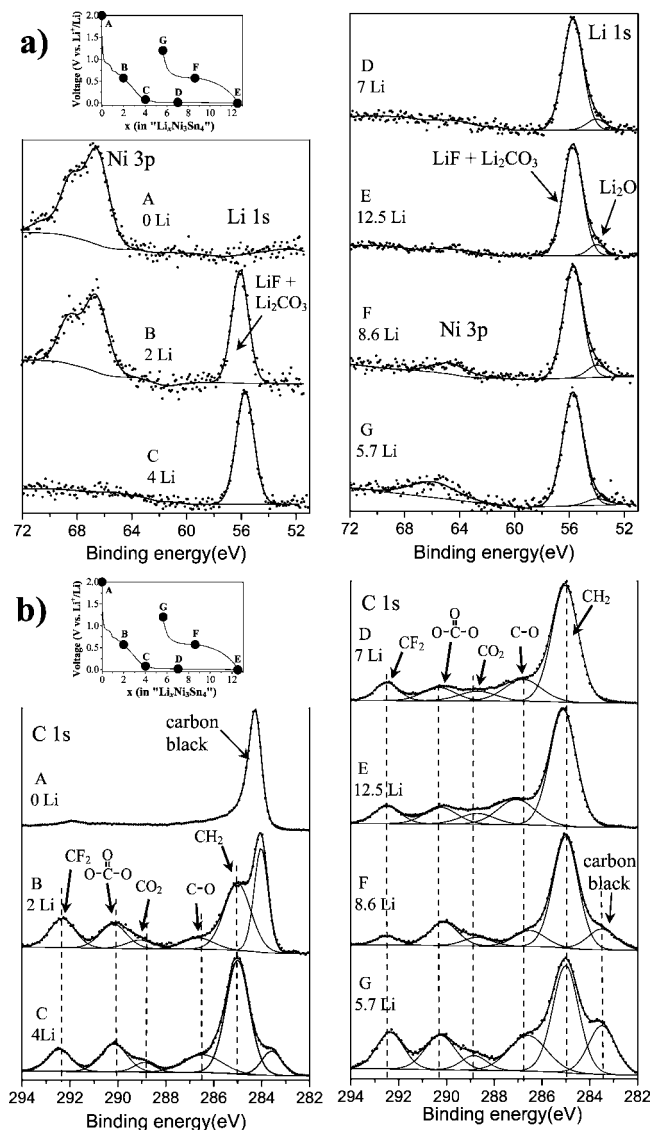 a)
Voltage (V vs. Li⁺/Li)
2.0
1.5
1.0
0.5
0.0
A
B
C
D
E
F
G
0 2 4 6 8 10 12
x (in "LiₓNi₃Sn₄")
Ni 3p
A
0 Li
Li 1s
B
2 Li
LiF +
Li₂CO₃
C
4 Li
72 68 64 60 56 52
Binding energy(eV)
Li 1s
D
7 Li
LiF + Li₂CO₃
Li₂O
E
12.5 Li
F
8.6 Li
Ni 3p
G
5.7 Li
72 68 64 60 56 52
Binding energy(eV)
b)
Voltage (V vs. Li⁺/Li)
2.0
1.5
1.0
0.5
0.0
A
B
C
D
E
F
G
0 2 4 6 8 10 12
x (in "LiₓNi₃Sn₄")
C 1s
A
0 Li
carbon
black
B
2 Li
CF₂
O
O-C-O
CO₂
C-O
CH₂
C
4Li
294 292 290 288 286 284 282
Binding energy(eV)
C 1s
D
7 Li
CF₂
O
O-C-O
CO₂
C-O
CH₂
E
12.5 Li
F
8.6 Li
carbon
black
G
5.7 Li
294 292 290 288 286 284 282
Binding energy(eV)